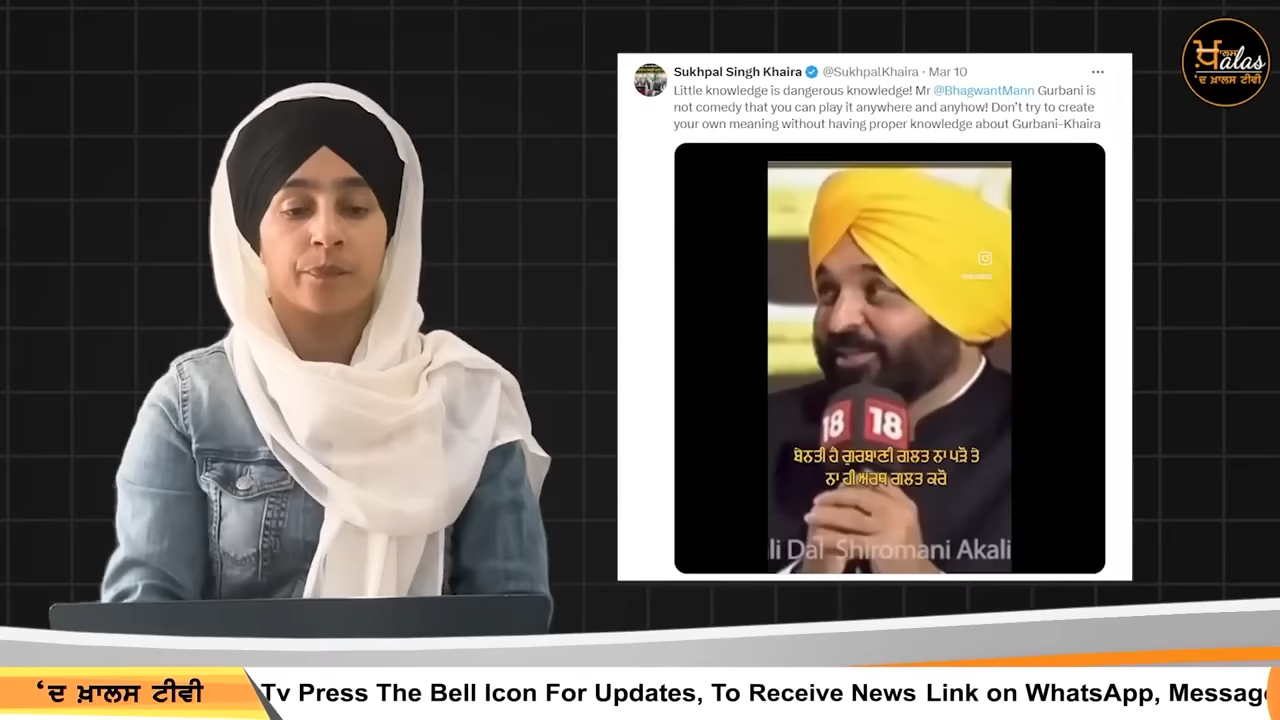 Sukhpal Singh Khaira @SukhpalKhaira · Mar 10
Little knowledge is dangerous knowledge! Mr @BhagwantMann Gurbani is
not comedy that you can play it anywhere and anyhow! Don't try to create
your own meaning without having proper knowledge about Gurbani-Khaira
ਖ਼ਾਲਸ
alas
'ਦ ਖ਼ਾਲਸ ਟੀਵੀ
18 18
ਬੇਨਤੀ ਹੈ ਗੁਰਬਾਣੀ ਗਲਤ ਨਾ ਪੜੋ ਤੇ
ਨਾ ਹੀ ਅਰਥ ਗਲਤ ਕਰੋ
li Dal Shiromani Akali
'ਦ ਖ਼ਾਲਸ ਟੀਵੀ
Tv Press The Bell Icon For Updates, To Receive News Link on WhatsApp, Message